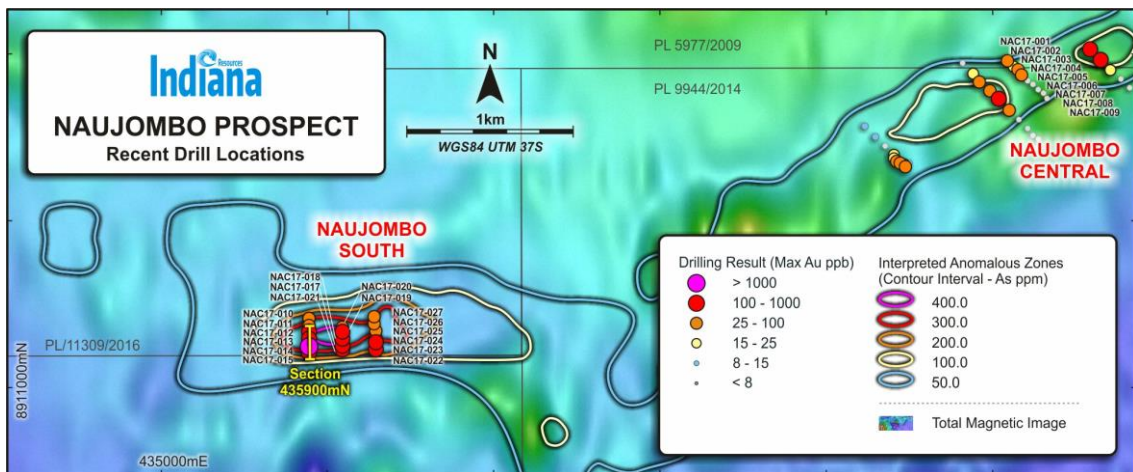 Indiana
Resources
NAUJOMBO PROSPECT
Recent Drill Locations
N
1km
WGS84 UTM 37S
PL 5977/2009
PL 9944/2014
NAC17-001
NAC17-002
NAC17-003
NAC17-004
NAC17-005
NAC17-006
NAC17-007
NAC17-008
NAC17-009
NAUJOMBO
CENTRAL
NAUJOMBO
SOUTH
NAC17-018
NAC17-017
NAC17-021
NAC17-020
NAC17-019
NAC17-010
NAC17-011
NAC17-012
NAC17-013
NAC17-014
NAC17-015
NAC17-027
NAC17-026
NAC17-025
NAC17-024
NAC17-023
NAC17-022
PL/11309/2016
Section
435900mN
8911000mN
435000mE
Drilling Result (Max Au ppb)
> 1000
100 - 1000
25 - 100
15 - 25
8 - 15
< 8
Interpreted Anomalous Zones
(Contour Interval - As ppm)
400.0
300.0
200.0
100.0
50.0
Total Magnetic Image